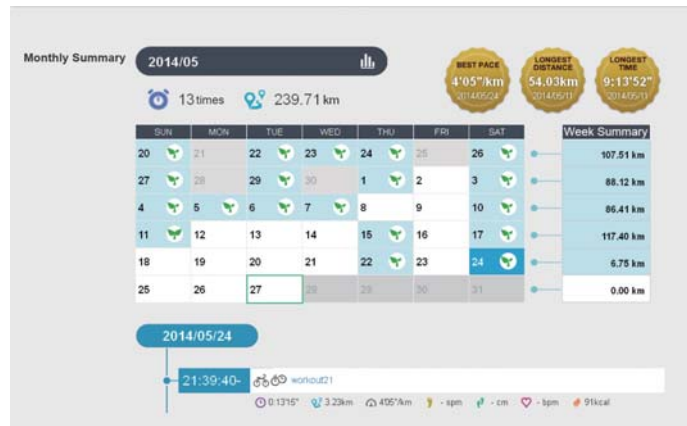 Monthly Summary
2014/05
BEST PACE
4'05"/km
2014/05/24
LONGEST DISTANCE
54.03km
2014/05/11
LONGEST TIME
9:13'52"
2014/05/11
13 times 239.71 km
SUN MON TUE WED THU FRI SAT Week Summary
20 21 22 23 24 25 26 107.51 km
27 28 29 30 1 2 3 88.12 km
4 5 6 7 8 9 10 86.41 km
11 12 13 14 15 16 17 117.40 km
18 19 20 21 22 23 24 6.75 km
25 26 27 28 29 30 31 0.00 km
2014/05/24
21:39:40- workout21
0:13'15" 3.23km 4'05"/km - spm - cm - bpm 91kcal